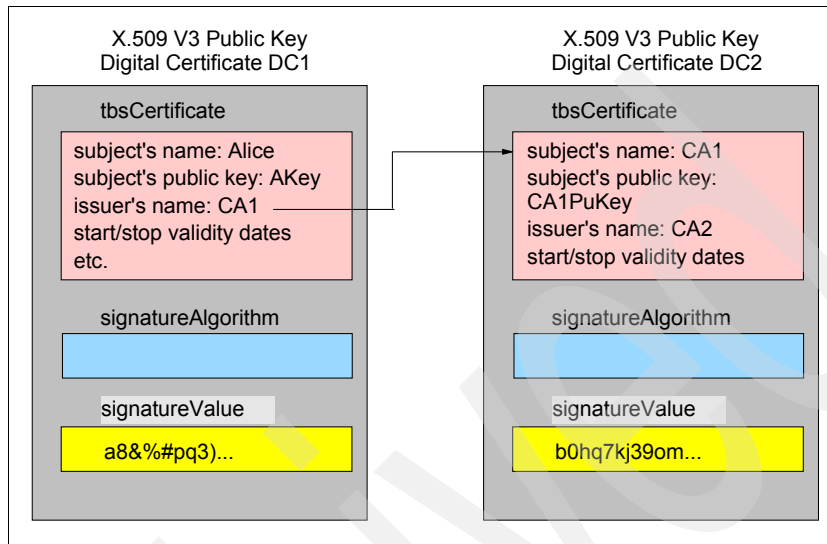 X.509 V3 Public Key
Digital Certificate DC1
tbsCertificate
subject's name: Alice
subject's public key: AKey
issuer's name: CA1
start/stop validity dates
etc.
signatureAlgorithm
signatureValue
a8&%#pq3)...
X.509 V3 Public Key
Digital Certificate DC2
tbsCertificate
subject's name: CA1
subject's public key:
CA1PuKey
issuer's name: CA2
start/stop validity dates
signatureAlgorithm
signatureValue
b0hq7kj39om...